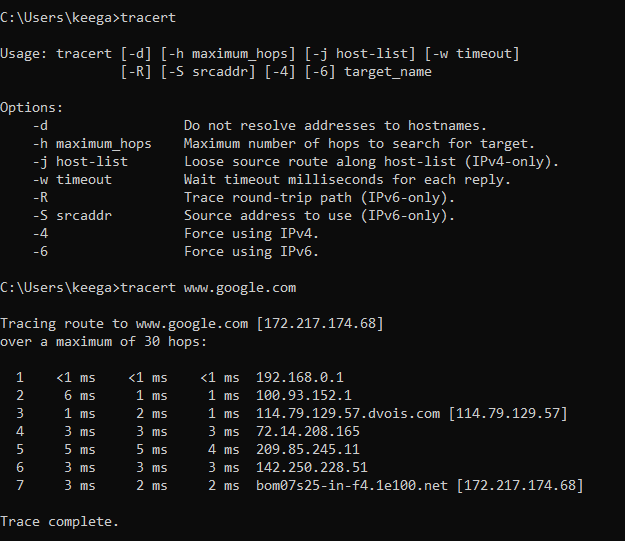 C:\Users\keega>tracert
Usage: tracert [-d] [-h maximum_hops] [-j host-list] [-w timeout]
               [-R] [-S srcaddr] [-4] [-6] target_name
Options:
    -d                 Do not resolve addresses to hostnames.
    -h maximum_hops    Maximum number of hops to search for target.
    -j host-list       Loose source route along host-list (IPv4-only).
    -w timeout         Wait timeout milliseconds for each reply.
    -R                 Trace round-trip path (IPv6-only).
    -S srcaddr         Source address to use (IPv6-only).
    -4                 Force using IPv4.
    -6                 Force using IPv6.
C:\Users\keega>tracert www.google.com
Tracing route to www.google.com [172.217.174.68]
over a maximum of 30 hops:
  1    <1 ms    <1 ms    <1 ms  192.168.0.1
  2     6 ms     1 ms     1 ms  100.93.152.1
  3     1 ms     2 ms     1 ms  114.79.129.57.dvois.com [114.79.129.57]
  4     3 ms     3 ms     3 ms  72.14.208.165
  5     5 ms     5 ms     4 ms  209.85.245.11
  6     3 ms     3 ms     3 ms  142.250.228.51
  7     3 ms     2 ms     2 ms  bom07s25-in-f4.1e100.net [172.217.174.68]
Trace complete.